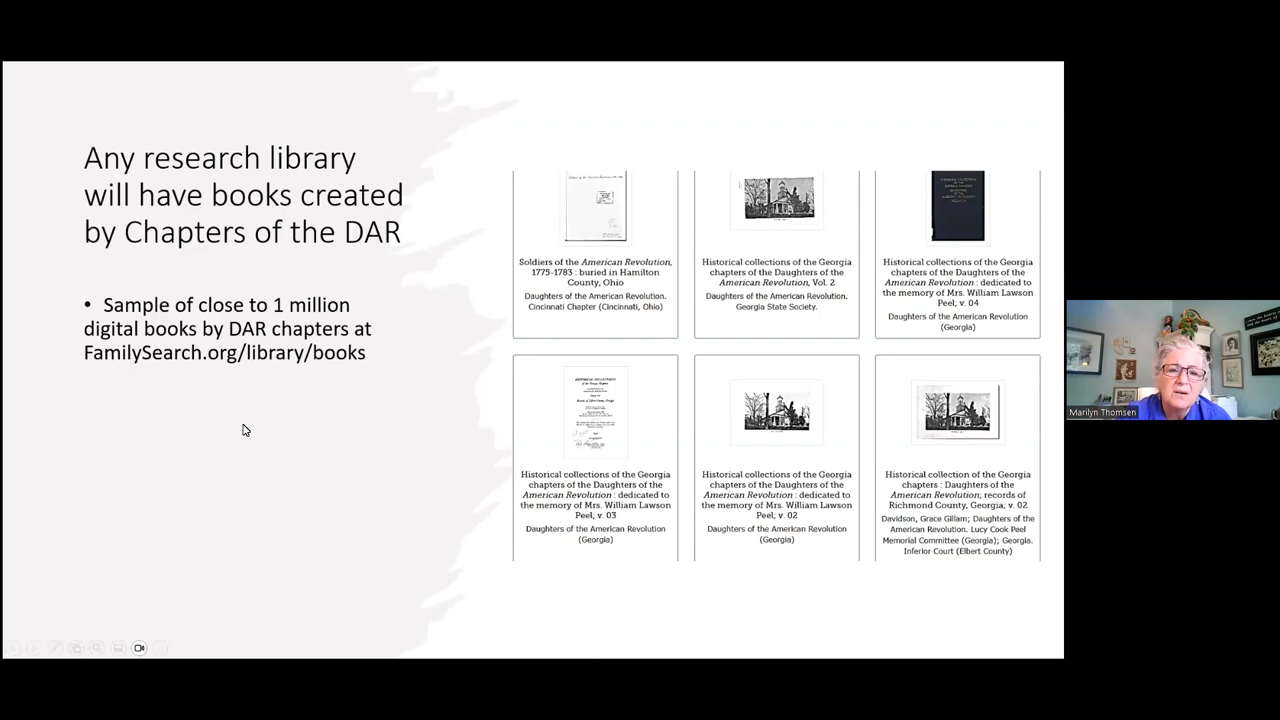 Any research library
will have books created
by Chapters of the DAR
• Sample of close to 1 million
digital books by DAR chapters at
FamilySearch.org/library/books
Soldiers of the American Revolution,
1775-1783 : buried in Hamilton
County, Ohio
Daughters of the American Revolution.
Cincinnati Chapter (Cincinnati, Ohio)
Historical collections of the Georgia
chapters of the Daughters of the
American Revolution, Vol. 2
Daughters of the American Revolution.
Georgia State Society.
Historical collections of the Georgia
chapters of the Daughters of the
American Revolution : dedicated to
the memory of Mrs. William Lawson
Peel; v. 04
Daughters of the American Revolution
(Georgia)
Historical collections of the Georgia
chapters of the Daughters of the
American Revolution : dedicated to
the memory of Mrs. William Lawson
Peel; v. 03
Daughters of the American Revolution
(Georgia)
Historical collections of the Georgia
chapters of the Daughters of the
American Revolution : dedicated to
the memory of Mrs. William Lawson
Peel; v. 02
Daughters of the American Revolution
(Georgia)
Historical collection of the Georgia
chapters : Daughters of the
American Revolution; records of
Richmond County, Georgia; v. 02
Davidson, Grace Gillam; Daughters of the
American Revolution. Lucy Cook Peel
Memorial Committee (Georgia); Georgia.
Inferior Court (Elbert County)
Marilyn Thomsen